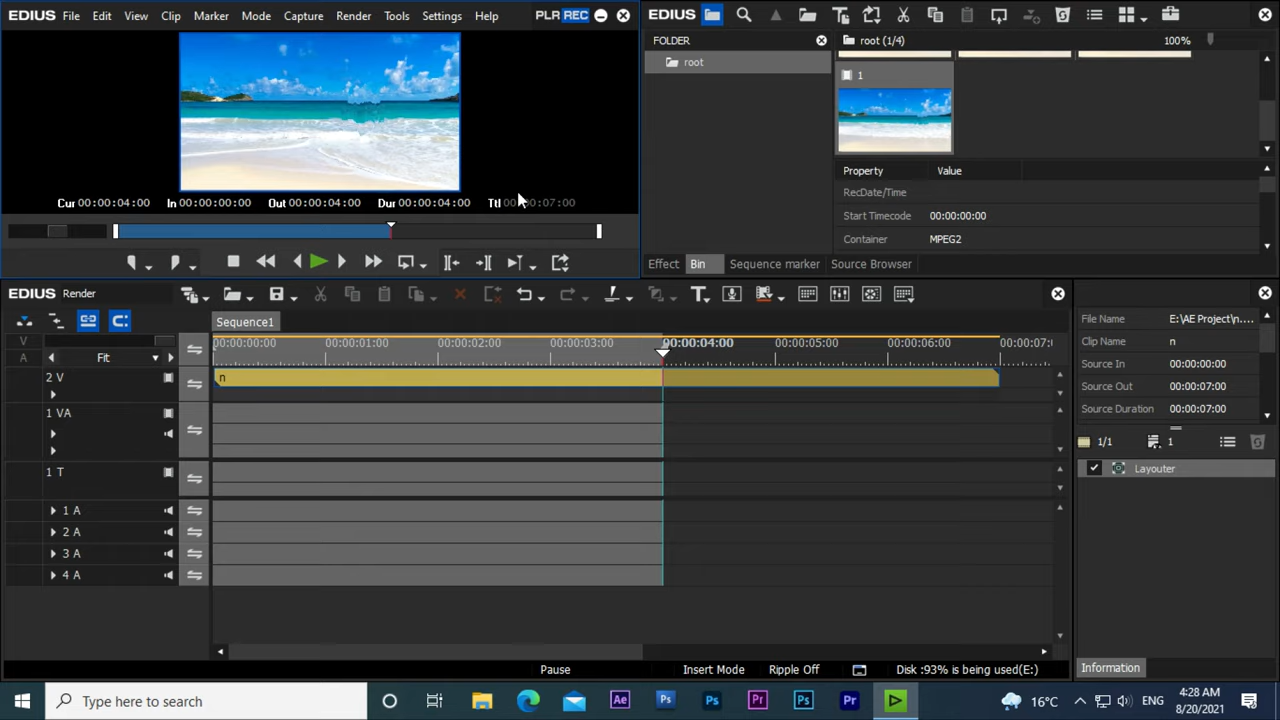 EDIUS File Edit View Clip Marker Mode Capture Render Tools Settings Help PLR REC
EDIUS
FOLDER
root (1/4) 100%
root
1
Cur 00:00:04:00 In 00:00:00:00 Out 00:00:04:00 Dur 00:00:04:00 Ttl 00:00:07:00
Property Value
RecDate/Time
Start Timecode 00:00:00:00
Container MPEG2
Effect Bin Sequence marker Source Browser
EDIUS Render
Sequence1
V
A Fit
00:00:00:00 00:00:01:00 00:00:02:00 00:00:03:00 00:00:04:00 00:00:05:00 00:00:06:00 00:00:07:
2 V n
1 VA
1 T
1 A
2 A
3 A
4 A
File Name E:\AE Project\n....
Clip Name n
Source In 00:00:00:00
Source Out 00:00:07:00
Source Duration 00:00:07:00
1/1 1
Layouter
Information
Pause Insert Mode Ripple Off Disk :93% is being used(E:)
Type here to search
Ae Ps Ps Pr Ps Pr
16°C ENG
4:28 AM
8/20/2021